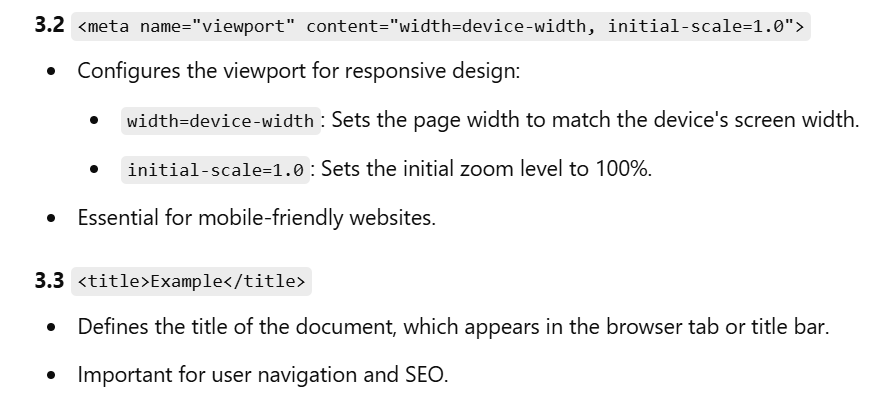 3.2 <meta name="viewport" content="width=device-width, initial-scale=1.0">
• Configures the viewport for responsive design:
• width=device-width: Sets the page width to match the device's screen width.
• initial-scale=1.0: Sets the initial zoom level to 100%.
• Essential for mobile-friendly websites.
3.3 <title>Example</title>
• Defines the title of the document, which appears in the browser tab or title bar.
• Important for user navigation and SEO.